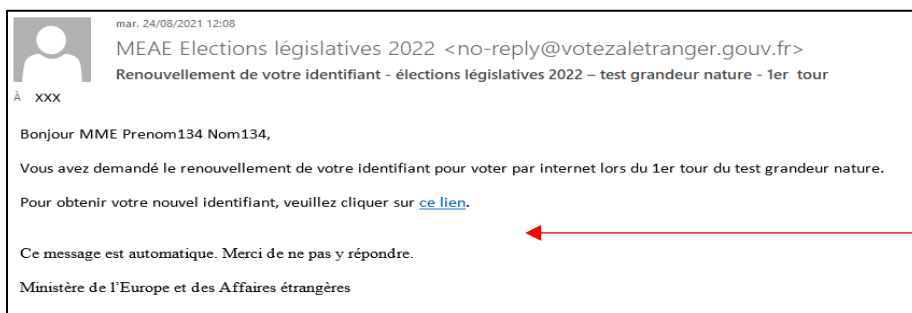 mar. 24/08/2021 12:08
MEAE Elections législatives 2022 <no-reply@votezaletranger.gouv.fr>
Renouvellement de votre identifiant - élections législatives 2022 – test grandeur nature - 1er tour
À XXX
Bonjour MME Prenom134 Nom134,
Vous avez demandé le renouvellement de votre identifiant pour voter par internet lors du 1er tour du test grandeur nature.
Pour obtenir votre nouvel identifiant, veuillez cliquer sur ce lien.
Ce message est automatique. Merci de ne pas y répondre.
Ministère de l’Europe et des Affaires étrangères